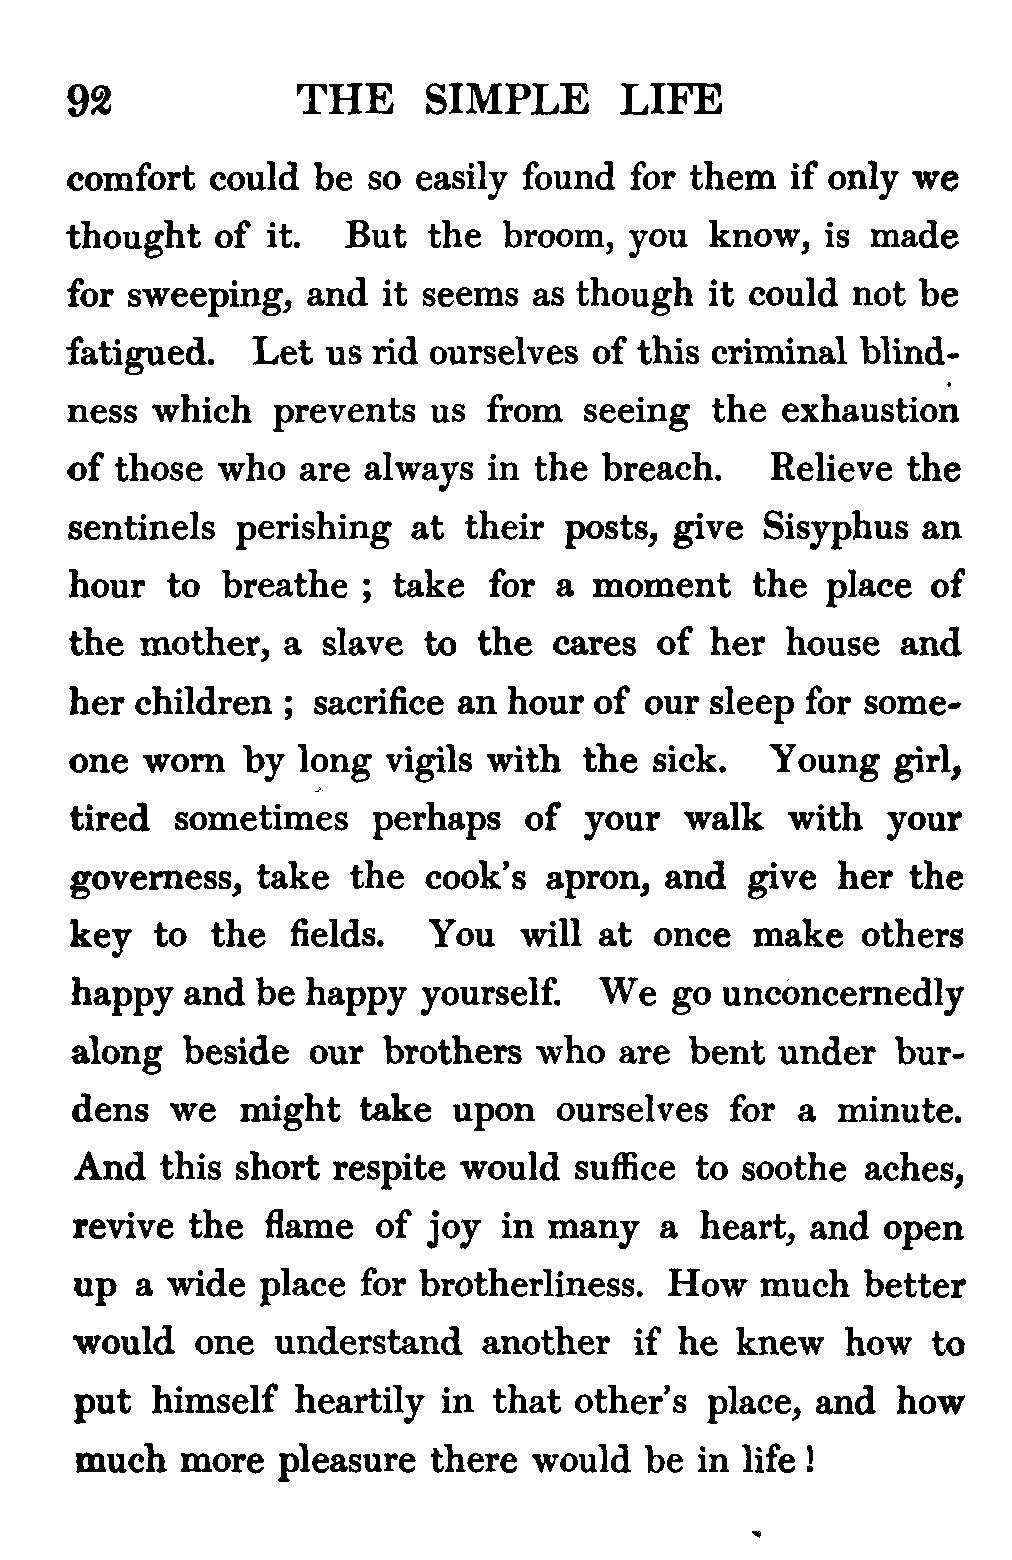 92 THE SIMPLE LIFE
comfort could be so easily found for them if only we
thought of it. But the broom, you know, is made
for sweeping, and it seems as though it could not be
fatigued. Let us rid ourselves of this criminal blind-
ness which prevents us from seeing the exhaustion
of those who are always in the breach. Relieve the
sentinels perishing at their posts, give Sisyphus an
hour to breathe ; take for a moment the place of
the mother, a slave to the cares of her house and
her children ; sacrifice an hour of our sleep for some-
one worn by long vigils with the sick. Young girl,
tired sometimes perhaps of your walk with your
governess, take the cook's apron, and give her the
key to the fields. You will at once make others
happy and be happy yourself. We go unconcernedly
along beside our brothers who are bent under bur-
dens we might take upon ourselves for a minute.
And this short respite would suffice to soothe aches,
revive the flame of joy in many a heart, and open
up a wide place for brotherliness. How much better
would one understand another if he knew how to
put himself heartily in that other's place, and how
much more pleasure there would be in life !